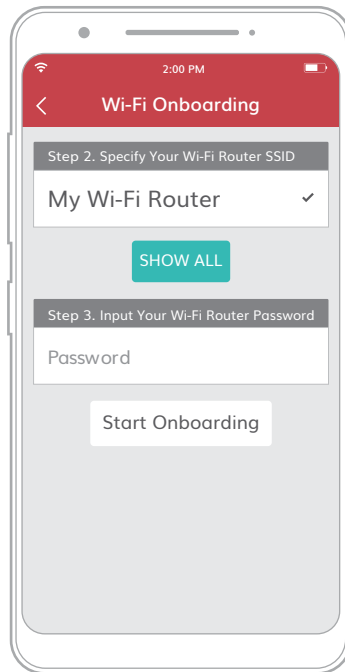 2:00 PM
Wi-Fi Onboarding
Step 2. Specify Your Wi-Fi Router SSID
My Wi-Fi Router
SHOW ALL
Step 3. Input Your Wi-Fi Router Password
Password
Start Onboarding